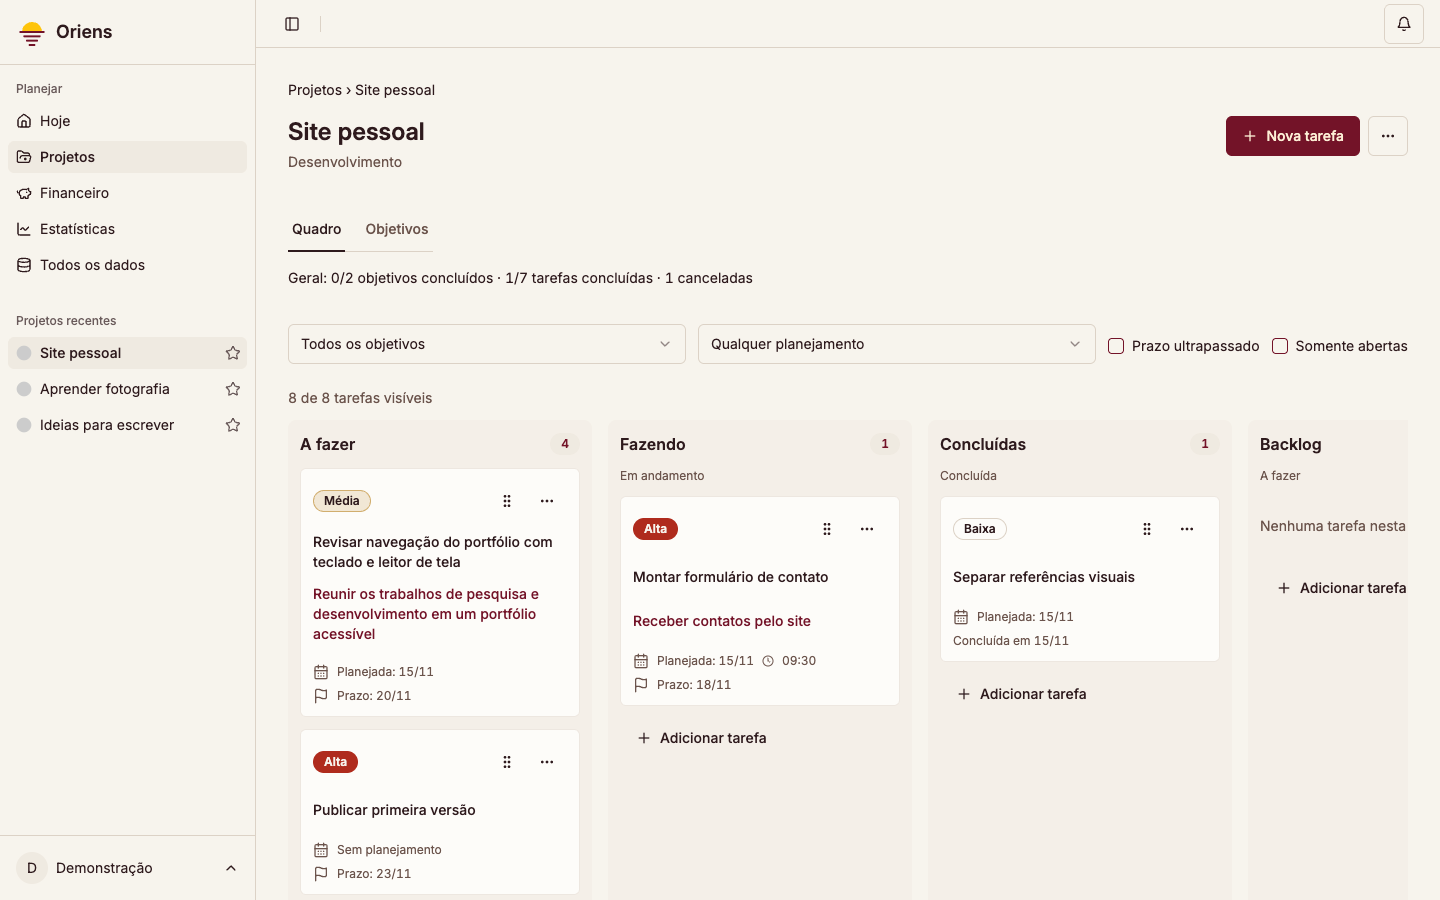 Oriens
Planejar
Hoje
Projetos
Financeiro
Estatísticas
Todos os dados
Projetos recentes
Site pessoal
Aprender fotografia
Ideias para escrever
D Demonstração
Projetos › Site pessoal
Site pessoal
Desenvolvimento
Nova tarefa
Quadro Objetivos
Geral: 0/2 objetivos concluídos · 1/7 tarefas concluídas · 1 canceladas
Todos os objetivos
Qualquer planejamento
Prazo ultrapassado
Somente abertas
8 de 8 tarefas visíveis
A fazer 4
Média
Revisar navegação do portfólio com
teclado e leitor de tela
Reunir os trabalhos de pesquisa e
desenvolvimento em um portfólio
acessível
Planejada: 15/11
Prazo: 20/11
Alta
Publicar primeira versão
Sem planejamento
Prazo: 23/11
Fazendo 1
Em andamento
Alta
Montar formulário de contato
Receber contatos pelo site
Planejada: 15/11 09:30
Prazo: 18/11
Adicionar tarefa
Concluídas 1
Concluída
Baixa
Separar referências visuais
Planejada: 15/11
Concluída em 15/11
Adicionar tarefa
Backlog
A fazer
Nenhuma tarefa nesta
Adicionar tarefa